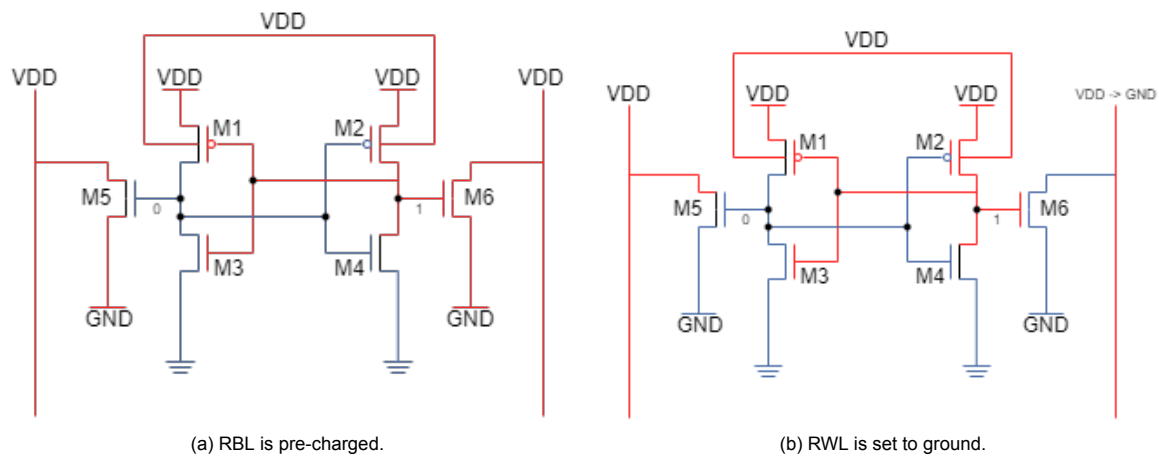 VDD
VDD
VDD
VDD
VDD
M1
M2
M5
0
1
M6
M3
M4
GND
GND
(a) RBL is pre-charged.
VDD
VDD
VDD
VDD
VDD -> GND
M1
M2
M5
0
1
M6
M3
M4
GND
GND
(b) RWL is set to ground.